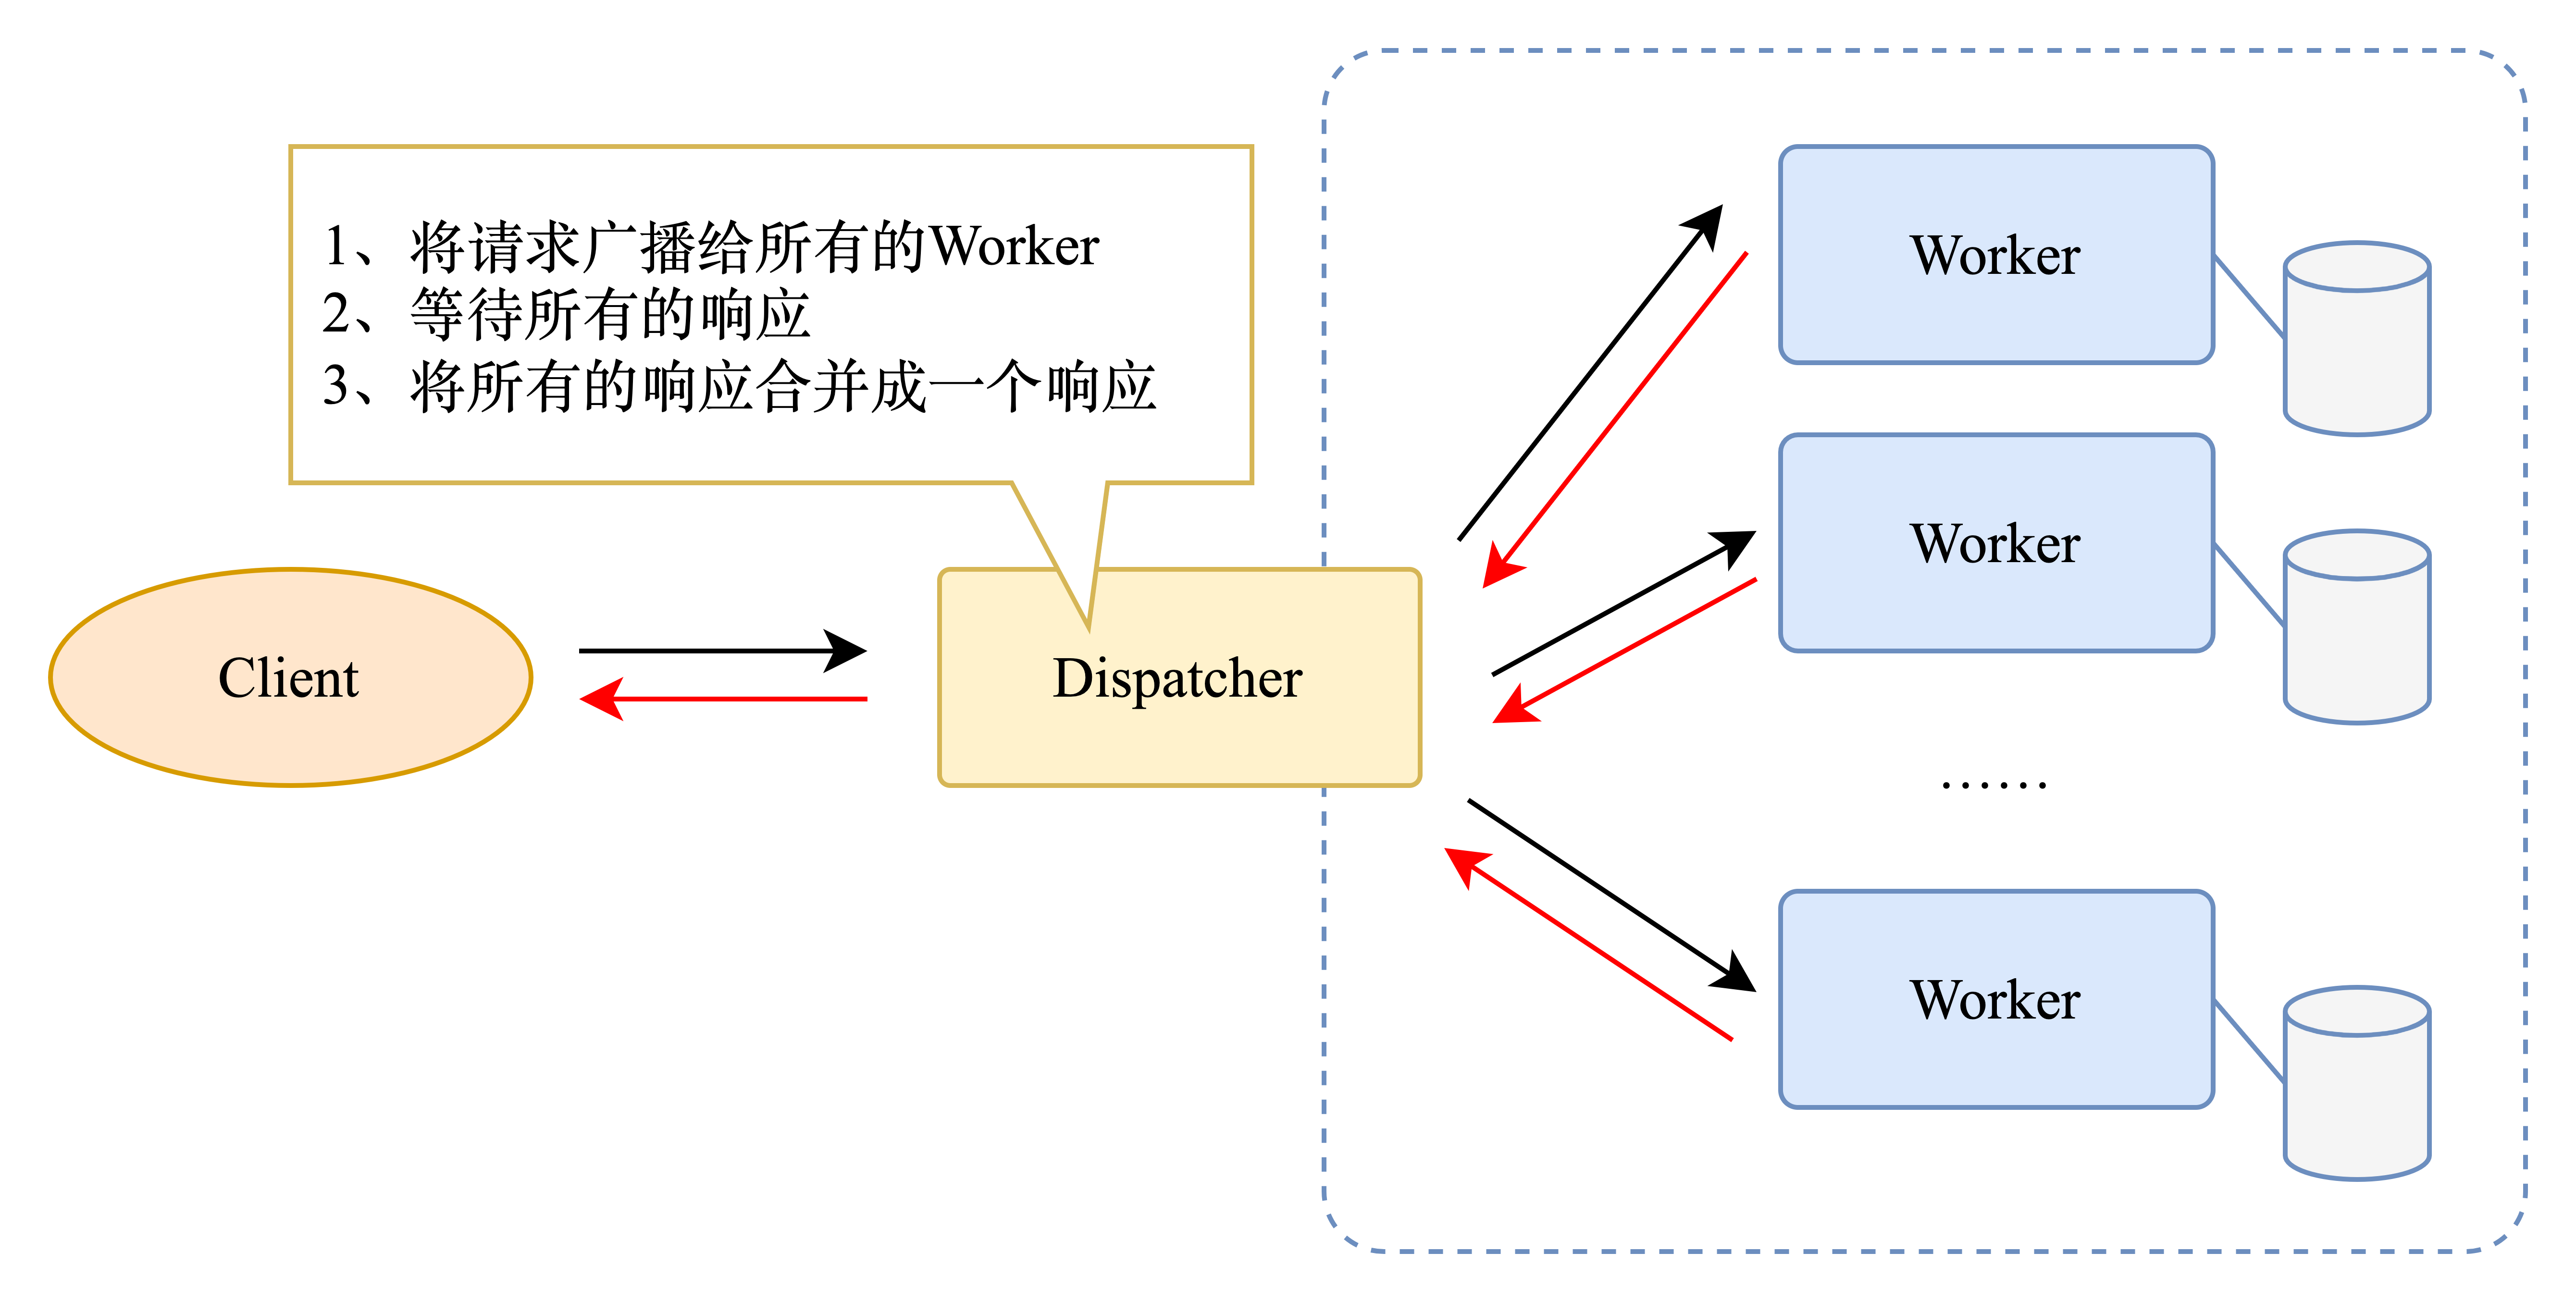 1、将请求广播给所有的Worker
2、等待所有的响应
3、将所有的响应合并成一个响应
Client
Dispatcher
Worker
Worker
……
Worker